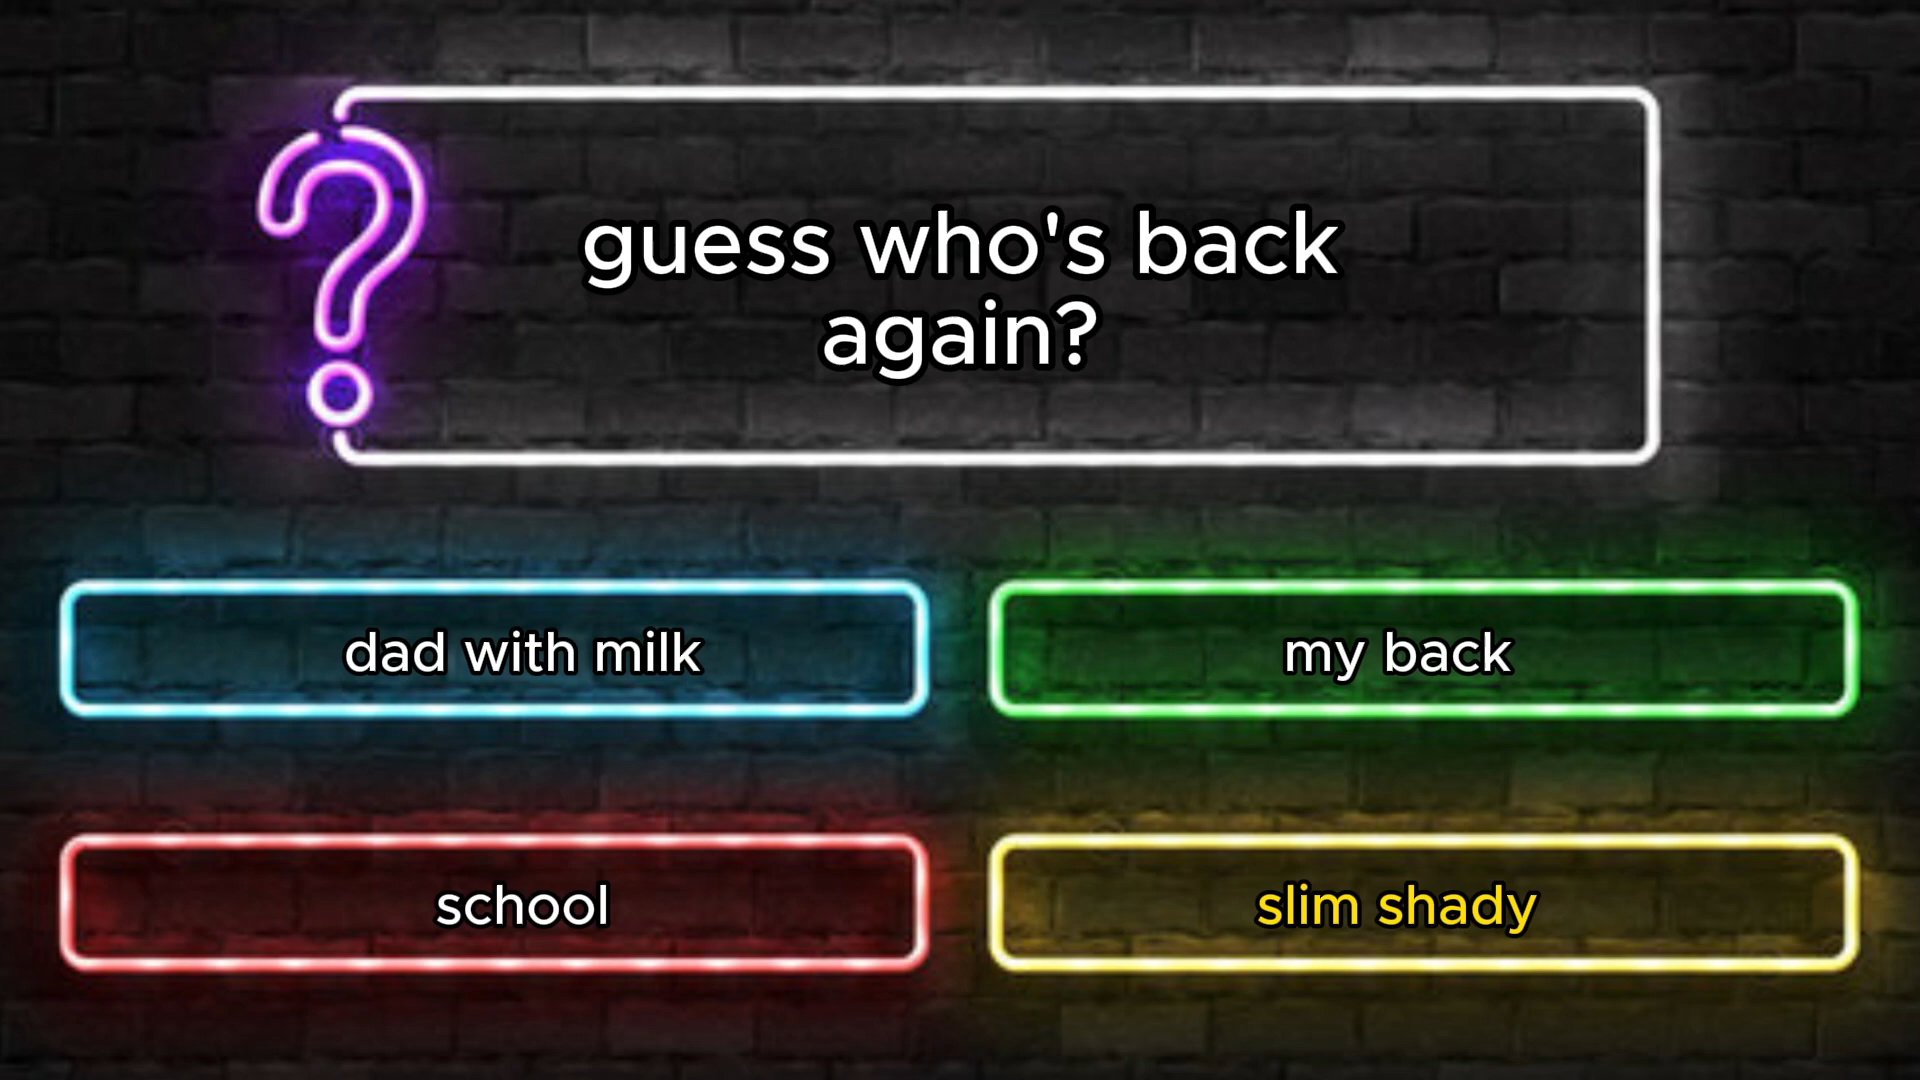 guess who's back
again?
dad with milk
my back
school
slim shady